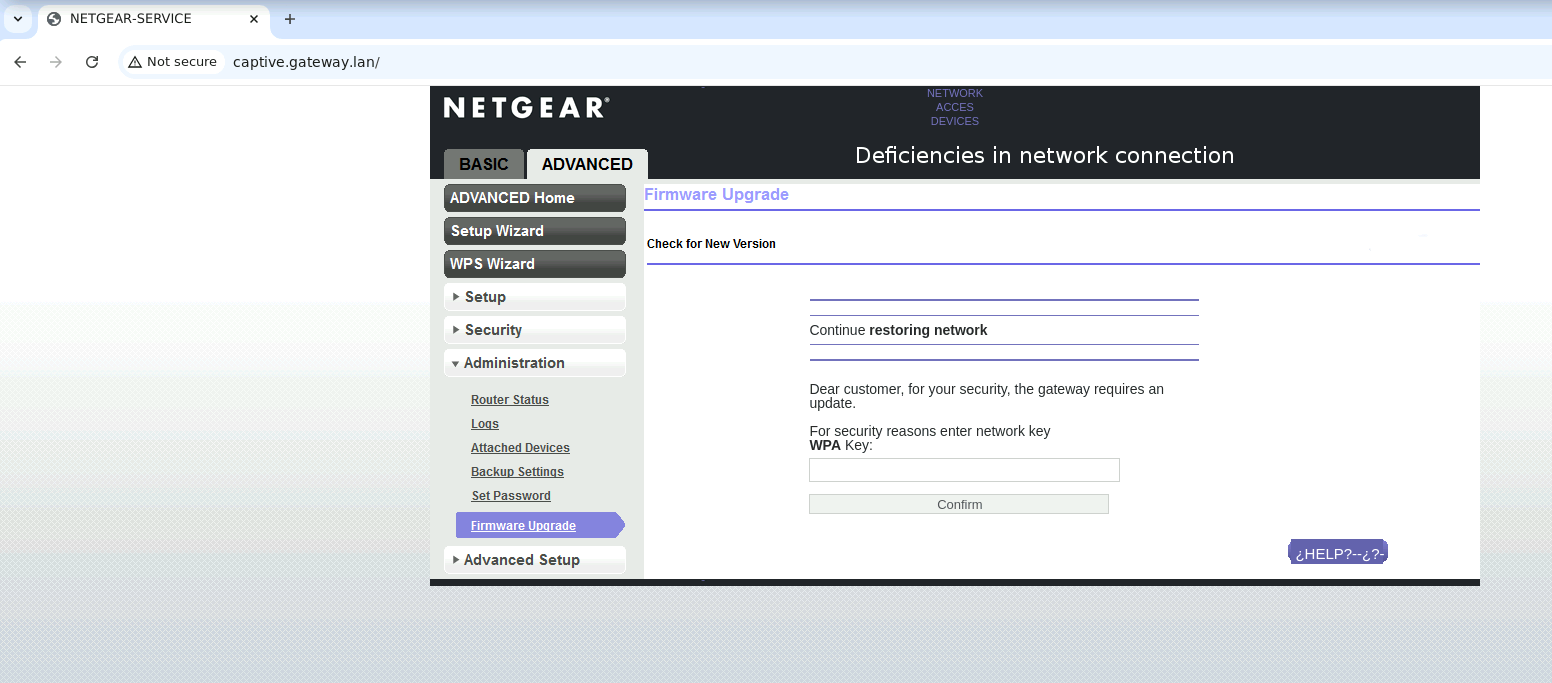 NETGEAR-SERVICE
Not secure captive.gateway.lan/
NETGEAR®
NETWORK
ACCES
DEVICES
Deficiencies in network connection
BASIC ADVANCED
ADVANCED Home
Setup Wizard
WPS Wizard
Setup
Security
Administration
Router Status
Logs
Attached Devices
Backup Settings
Set Password
Firmware Upgrade
Advanced Setup
Firmware Upgrade
Check for New Version
Continue restoring network
Dear customer, for your security, the gateway requires an
update.
For security reasons enter network key
WPA Key:
Confirm
¿HELP?--¿?-